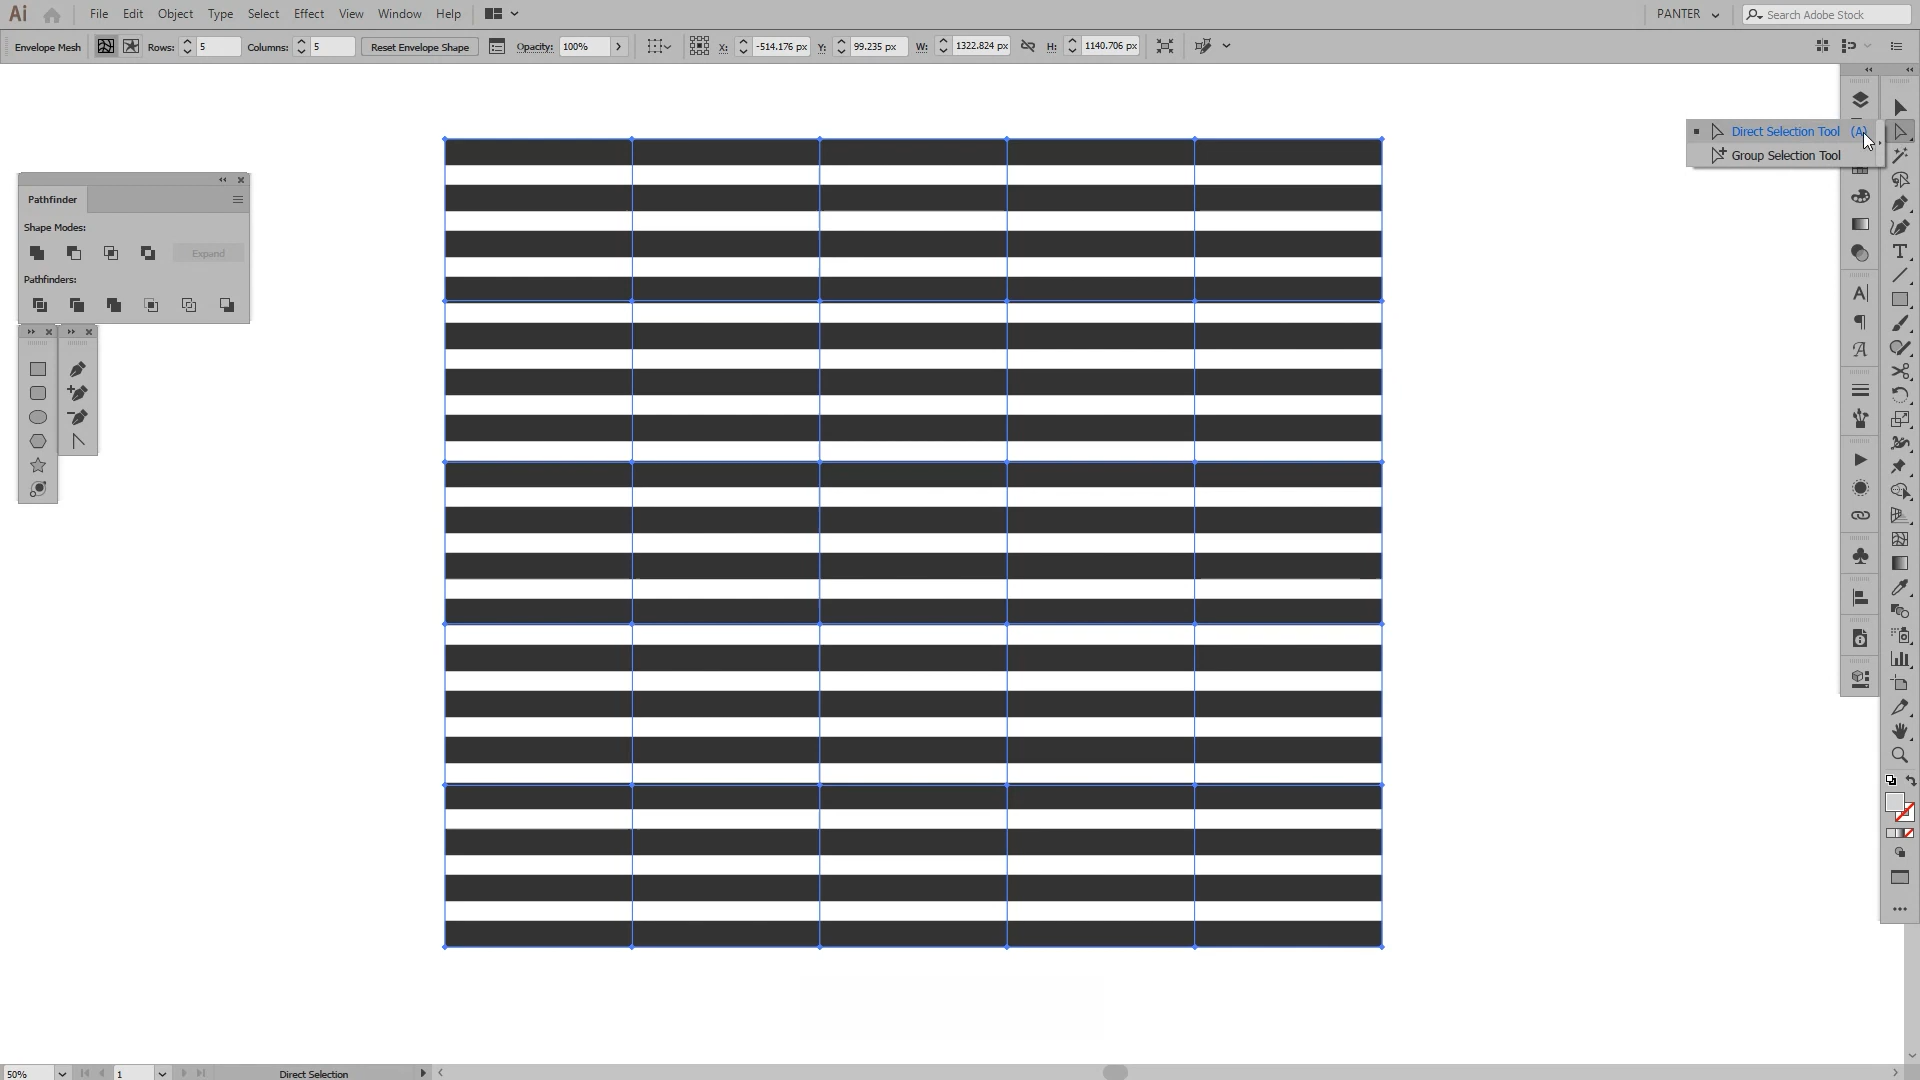 Ai File Edit Object Type Select Effect View Window Help PANTER Search Adobe Stock
Envelope Mesh Rows: 5 Columns: 5 Reset Envelope Shape Opacity: 100% X: -514.176 px Y: 99.235 px W: 1322.824 px H: 1140.706 px
Direct Selection Tool (A)
Group Selection Tool
Pathfinder
Shape Modes:
Expand
Pathfinders:
50% 1 Direct Selection